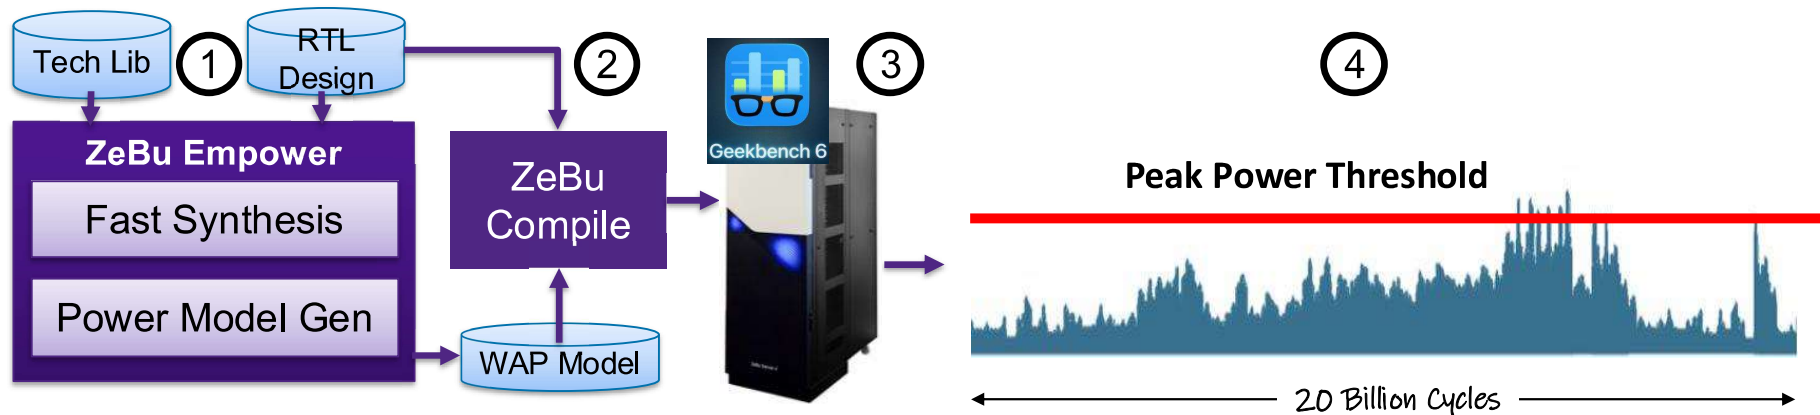 Tech Lib
1
RTL
Design
2
3
4
ZeBu Empower
Fast Synthesis
Power Model Gen
ZeBu
Compile
WAP Model
Geekbench 6
Peak Power Threshold
20 Billion Cycles